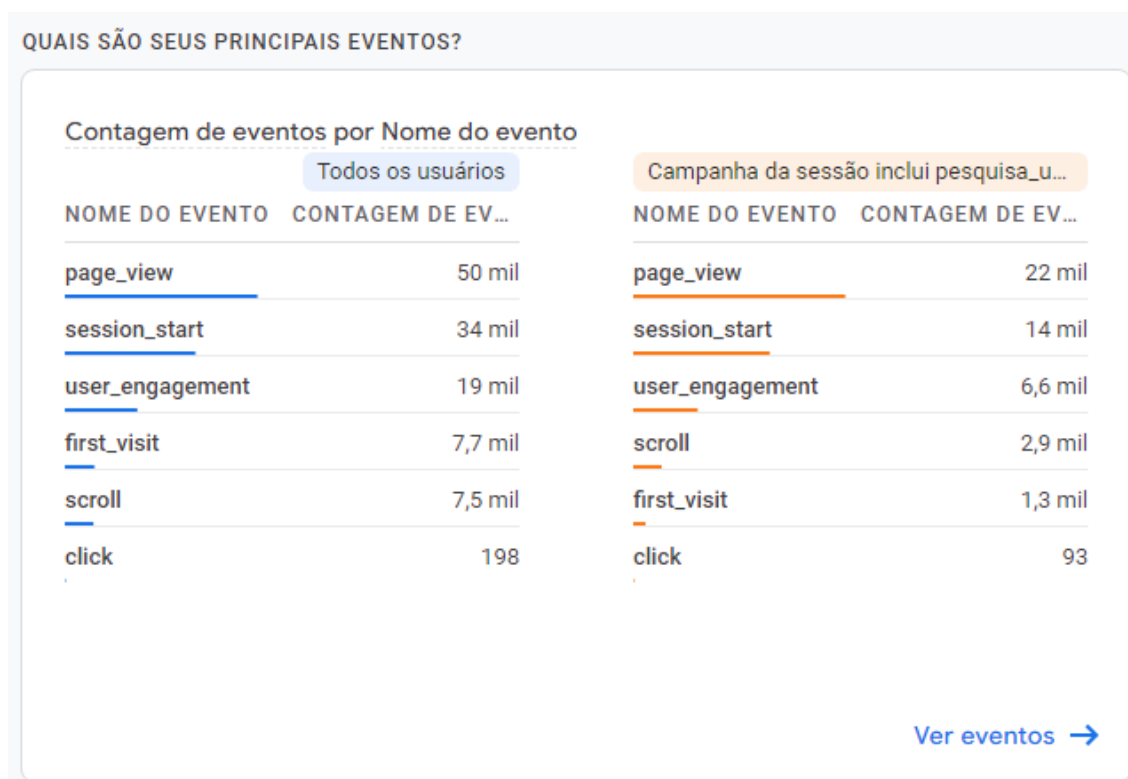 QUAIS SÃO SEUS PRINCIPAIS EVENTOS?
Contagem de eventos por Nome do evento
Todos os usuários
NOME DO EVENTO CONTAGEM DE EV...
page_view 50 mil
session_start 34 mil
user_engagement 19 mil
first_visit 7,7 mil
scroll 7,5 mil
click 198
Campanha da sessão inclui pesquisa_u...
NOME DO EVENTO CONTAGEM DE EV...
page_view 22 mil
session_start 14 mil
user_engagement 6,6 mil
scroll 2,9 mil
first_visit 1,3 mil
click 93
Ver eventos →